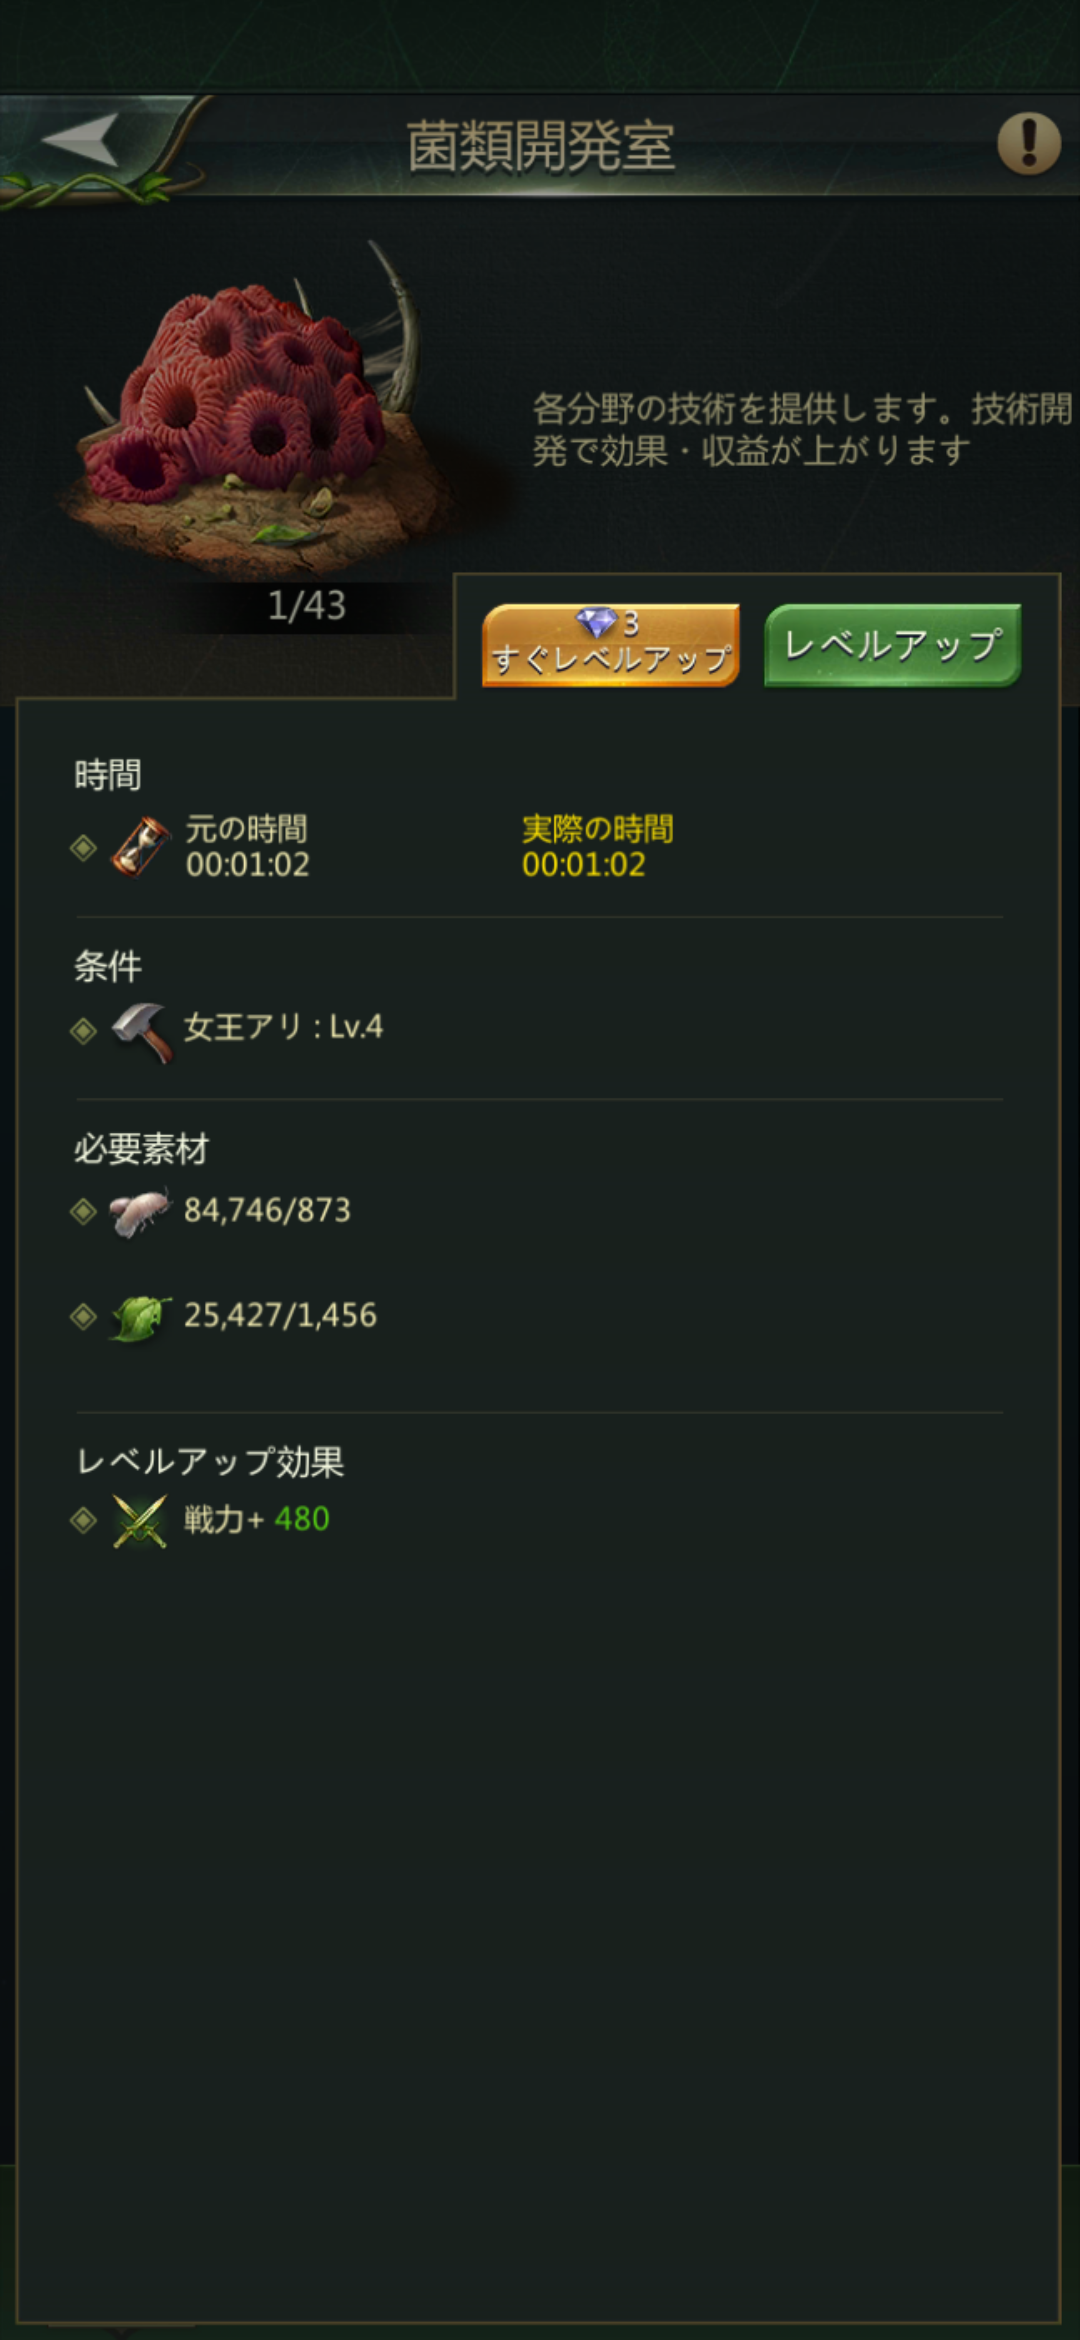 菌類開発室
各分野の技術を提供します。技術開
発で効果・収益が上がります
1/43
3
すぐレベルアップ
レベルアップ
時間
元の時間 実際の時間
00:01:02 00:01:02
条件
女王アリ : Lv.4
必要素材
84,746/873
25,427/1,456
レベルアップ効果
戦力+ 480